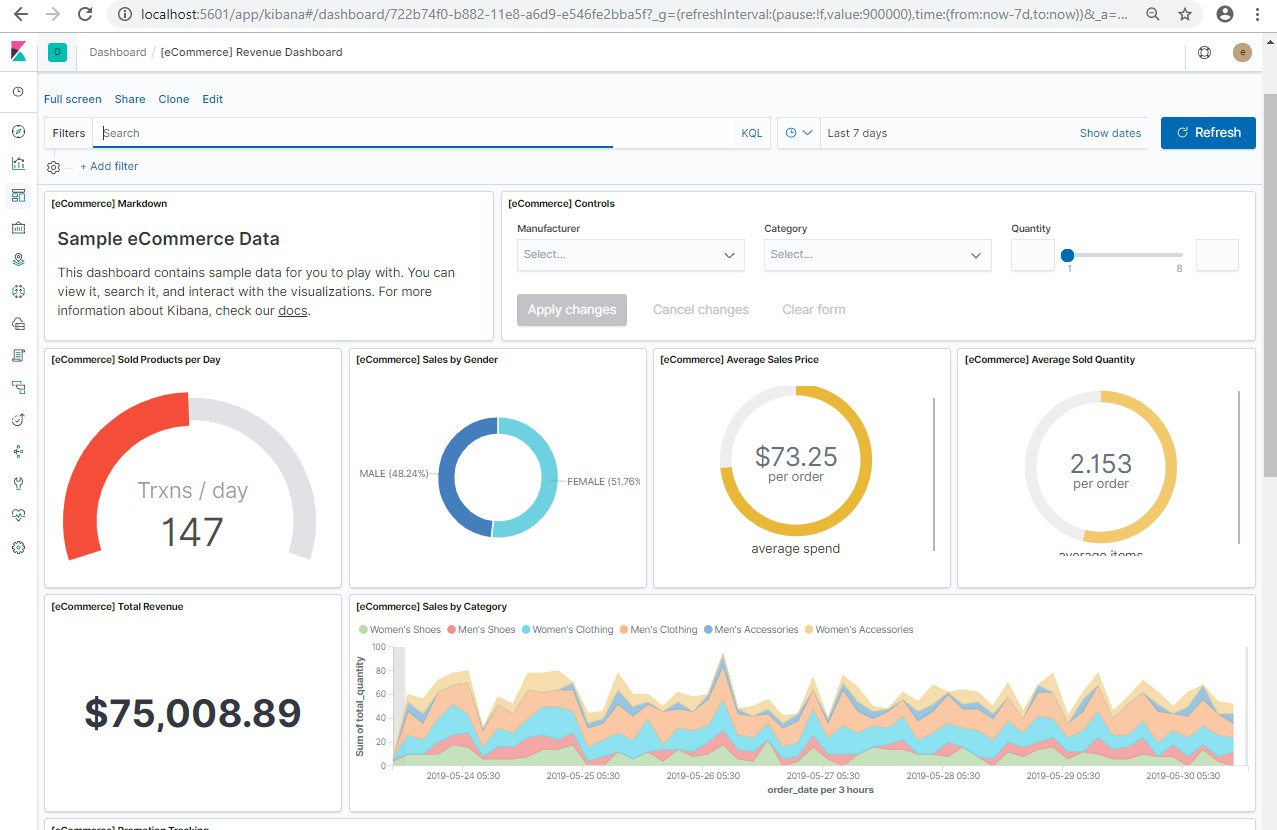 localhost:5601/app/kibana#/dashboard/722b74f0-b882-11e8-a6d9-e546fe2bba5f?_g=(refreshInterval:(pause:!f,value:900000),time:(from:now-7d,to:now))&_a=...
D Dashboard / [eCommerce] Revenue Dashboard e
Full screen Share Clone Edit
Filters Search KQL Last 7 days Show dates Refresh
+ Add filter
[eCommerce] Markdown
Sample eCommerce Data
This dashboard contains sample data for you to play with. You can
view it, search it, and interact with the visualizations. For more
information about Kibana, check our docs.
[eCommerce] Controls
Manufacturer Category Quantity
Select... Select...
1 8
Apply changes Cancel changes Clear form
[eCommerce] Sold Products per Day
Trxns / day
147
[eCommerce] Sales by Gender
MALE (48.24%)
FEMALE (51.76%
[eCommerce] Average Sales Price
$73.25
per order
average spend
[eCommerce] Average Sold Quantity
2.153
per order
average items
[eCommerce] Total Revenue
$75,008.89
[eCommerce] Sales by Category
Women's Shoes Men's Shoes Women's Clothing Men's Clothing Men's Accessories Women's Accessories
Sum of total_quantity
100
80
60
40
20
0
2019-05-24 05:30 2019-05-25 05:30 2019-05-26 05:30 2019-05-27 05:30 2019-05-28 05:30 2019-05-29 05:30 2019-05-30 05:30
order_date per 3 hours
[eCommerce] Promotion Tracking